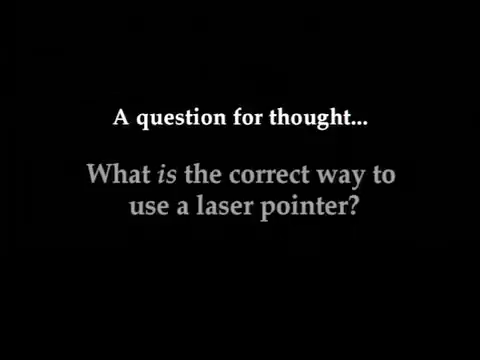 A question for thought...
What is the correct way to
use a laser pointer?